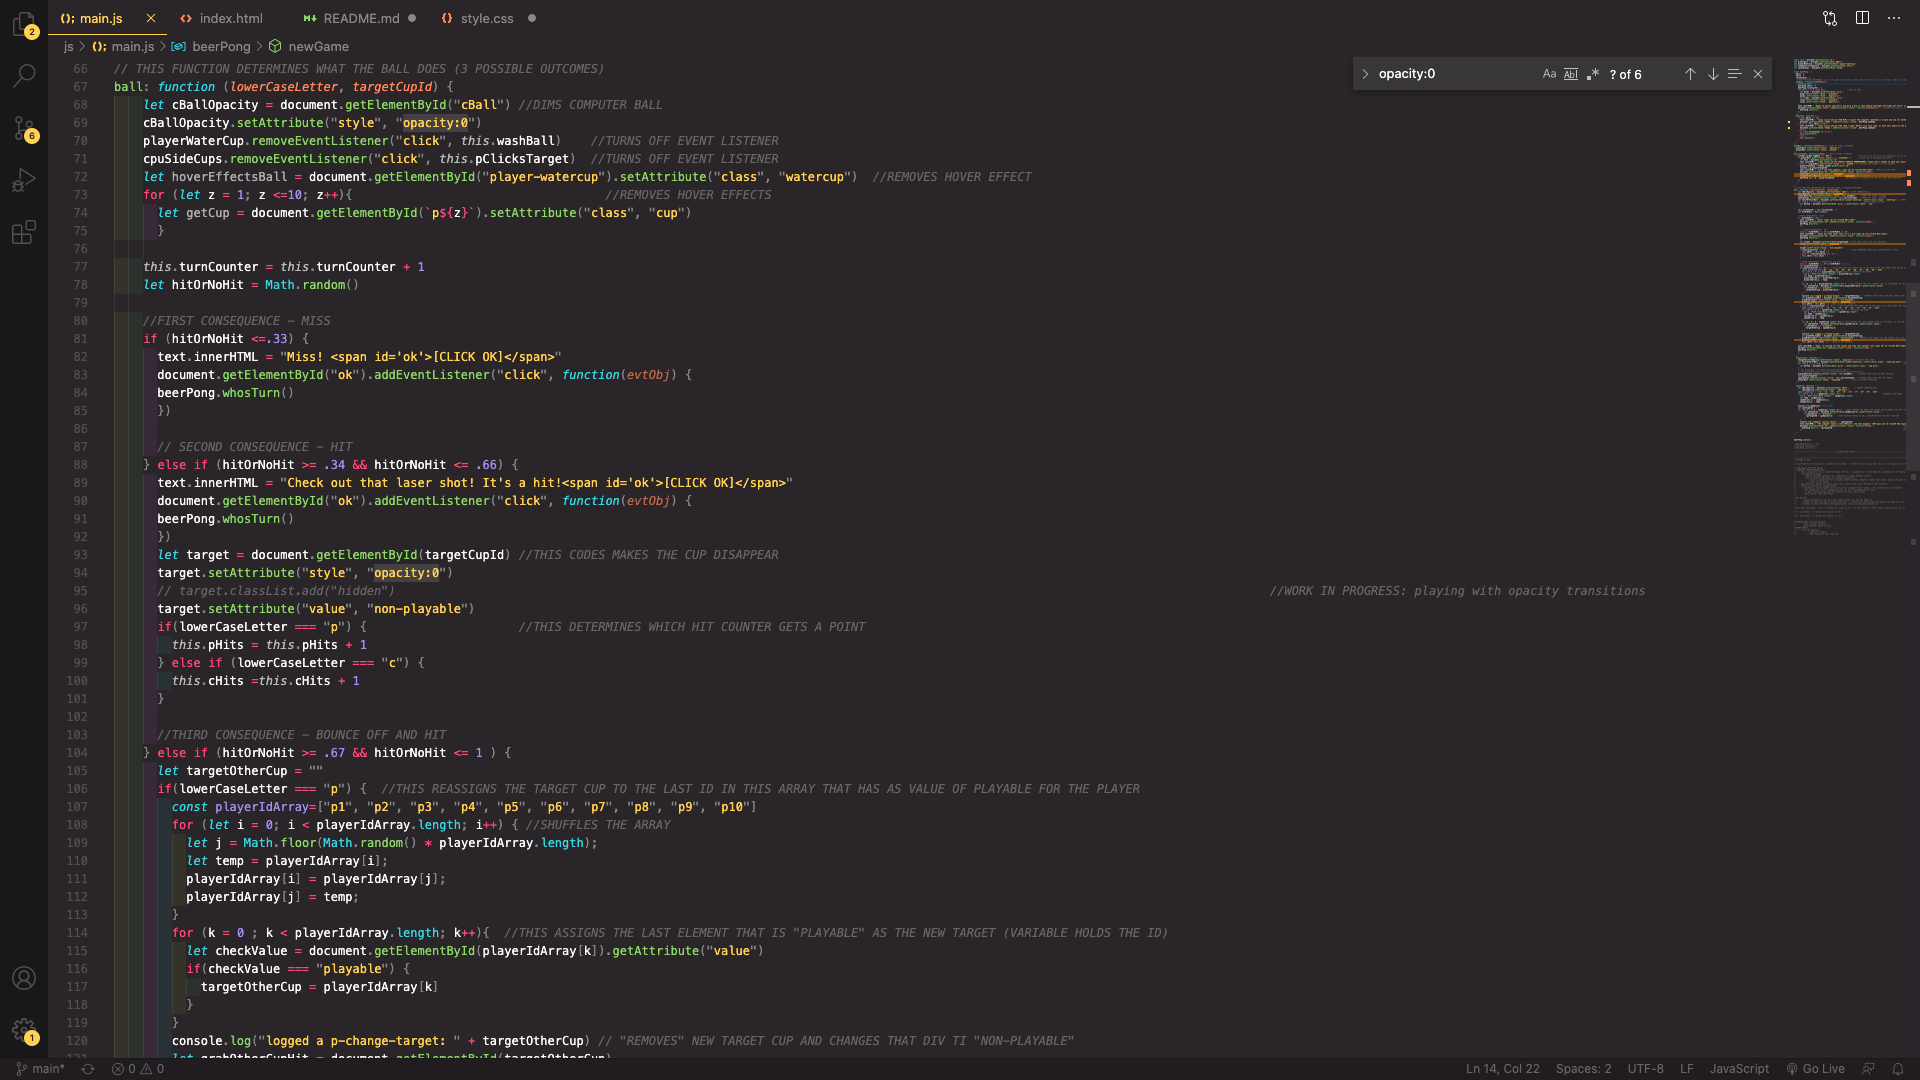 2
6
1
main.js
index.html
README.md
style.css
js > main.js > beerPong > newGame
opacity:0
Aa
Abl
? of 6
66 // THIS FUNCTION DETERMINES WHAT THE BALL DOES (3 POSSIBLE OUTCOMES)
67 ball: function (lowerCaseLetter, targetCupId) {
68 let cBallOpacity = document.getElementById("cBall") //DIMS COMPUTER BALL
69 cBallOpacity.setAttribute("style", "opacity:0")
70 playerWaterCup.removeEventListener("click", this.washBall) //TURNS OFF EVENT LISTENER
71 cpuSideCups.removeEventListener("click", this.pClicksTarget) //TURNS OFF EVENT LISTENER
72 let hoverEffectsBall = document.getElementById("player-watercup").setAttribute("class", "watercup") //REMOVES HOVER EFFECT
73 for (let z = 1; z <=10; z++){ //REMOVES HOVER EFFECTS
74 let getCup = document.getElementById(`p${z}`).setAttribute("class", "cup")
75 }
76
77 this.turnCounter = this.turnCounter + 1
78 let hitOrNoHit = Math.random()
79
80 //FIRST CONSEQUENCE – MISS
81 if (hitOrNoHit <=.33) {
82 text.innerHTML = "Miss! <span id='ok'>[CLICK OK]</span>"
83 document.getElementById("ok").addEventListener("click", function(evtObj) {
84 beerPong.whosTurn()
85 })
86
87 // SECOND CONSEQUENCE – HIT
88 } else if (hitOrNoHit >= .34 && hitOrNoHit <= .66) {
89 text.innerHTML = "Check out that laser shot! It's a hit!<span id='ok'>[CLICK OK]</span>"
90 document.getElementById("ok").addEventListener("click", function(evtObj) {
91 beerPong.whosTurn()
92 })
93 let target = document.getElementById(targetCupId) //THIS CODES MAKES THE CUP DISAPPEAR
94 target.setAttribute("style", "opacity:0")
95 // target.classList.add("hidden") //WORK IN PROGRESS: playing with opacity transitions
96 target.setAttribute("value", "non-playable")
97 if(lowerCaseLetter === "p") { //THIS DETERMINES WHICH HIT COUNTER GETS A POINT
98 this.pHits = this.pHits + 1
99 } else if (lowerCaseLetter === "c") {
100 this.cHits =this.cHits + 1
101 }
102
103 //THIRD CONSEQUENCE – BOUNCE OFF AND HIT
104 } else if (hitOrNoHit >= .67 && hitOrNoHit <= 1 ) {
105 let targetOtherCup = ""
106 if(lowerCaseLetter === "p") { //THIS REASSIGNS THE TARGET CUP TO THE LAST ID IN THIS ARRAY THAT HAS AS VALUE OF PLAYABLE FOR THE PLAYER
107 const playerIdArray=["p1", "p2", "p3", "p4", "p5", "p6", "p7", "p8", "p9", "p10"]
108 for (let i = 0; i < playerIdArray.length; i++) { //SHUFFLES THE ARRAY
109 let j = Math.floor(Math.random() * playerIdArray.length);
110 let temp = playerIdArray[i];
111 playerIdArray[i] = playerIdArray[j];
112 playerIdArray[j] = temp;
113 }
114 for (k = 0 ; k < playerIdArray.length; k++){ //THIS ASSIGNS THE LAST ELEMENT THAT IS "PLAYABLE" AS THE NEW TARGET (VARIABLE HOLDS THE ID)
115 let checkValue = document.getElementById(playerIdArray[k]).getAttribute("value")
116 if(checkValue === "playable") {
117 targetOtherCup = playerIdArray[k]
118 }
119 }
120 console.log("logged a p-change-target: " + targetOtherCup) // "REMOVES" NEW TARGET CUP AND CHANGES THAT DIV TI "NON-PLAYABLE"
121 let grabOtherCupHit = document.getElementById(targetOtherCup)
main*
0
0
Ln 14, Col 22
Spaces: 2
UTF-8
LF
JavaScript
Go Live